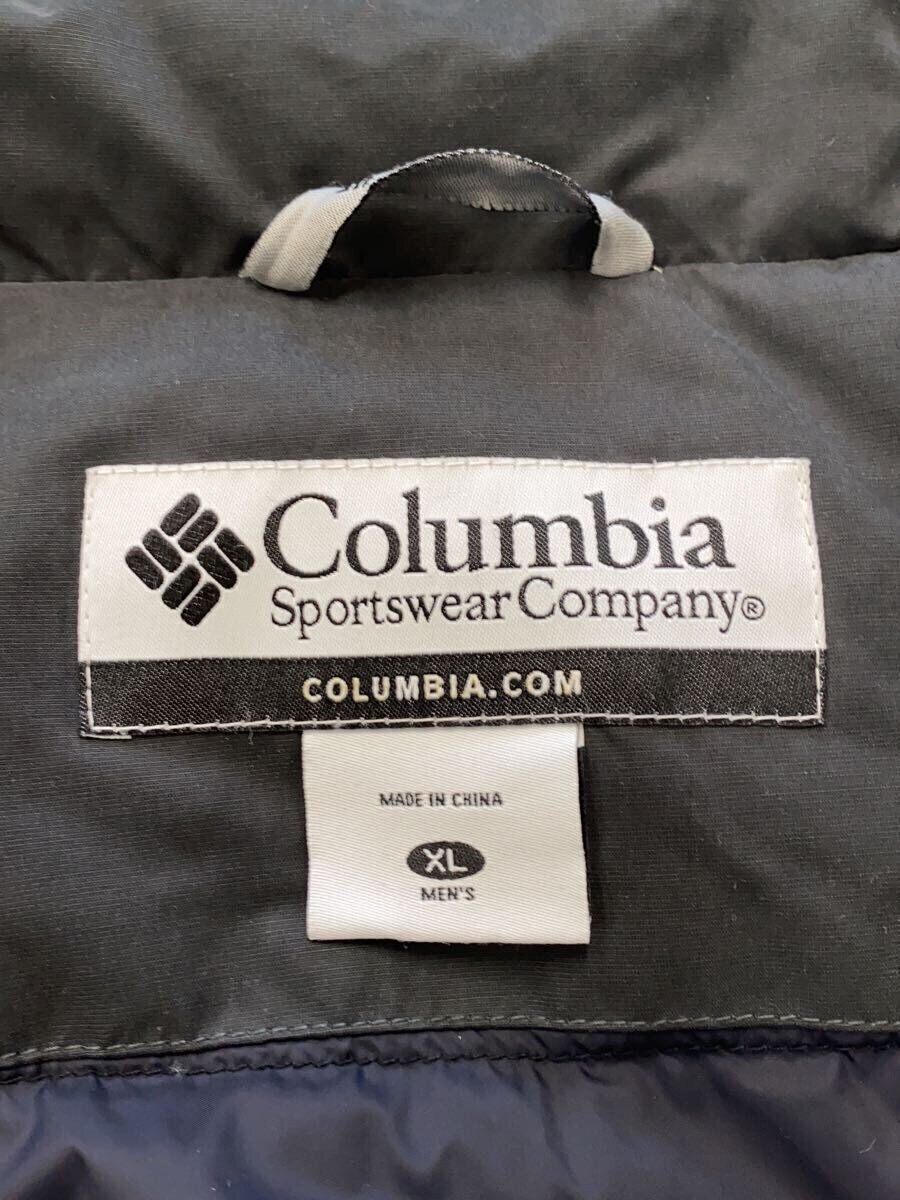 Columbia
Sportswear Company®
COLUMBIA.COM
MADE IN CHINA
XL
MEN'S